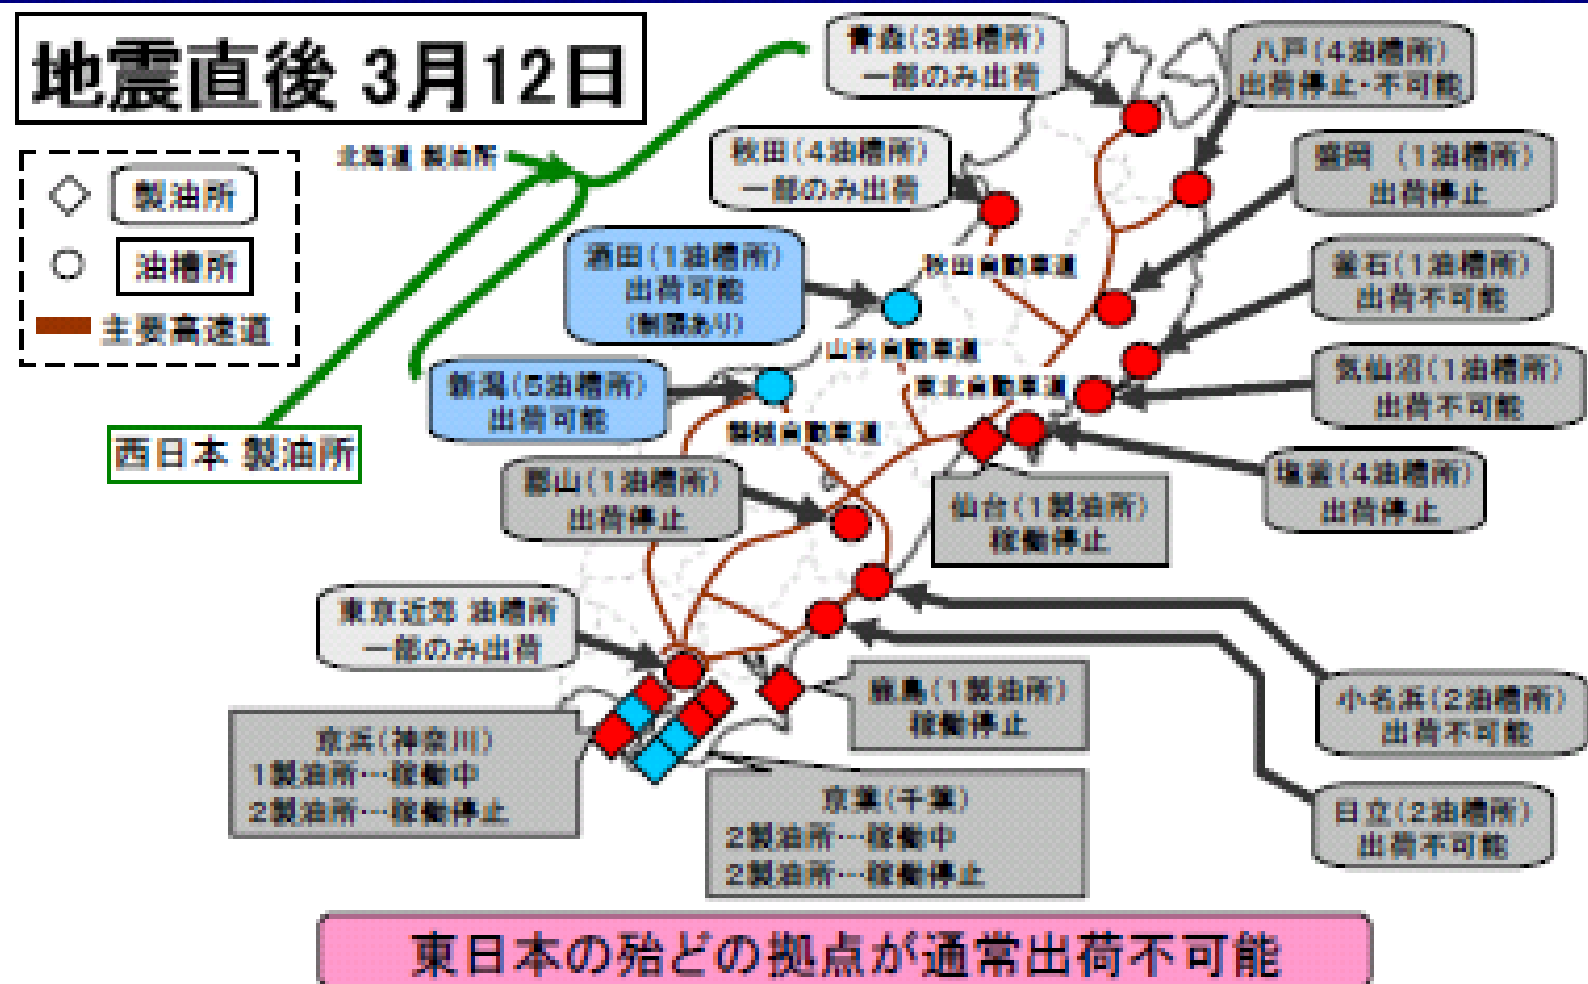 地震直後 3月12日
製油所
油槽所
主要高速道
北海道 製油所
西日本 製油所
青森(3油槽所)
一部のみ出荷
八戸(4油槽所)
出荷停止・不可能
秋田(4油槽所)
一部のみ出荷
盛岡 (1油槽所)
出荷停止
酒田(1油槽所)
出荷可能
(制限あり)
秋田自動車道
釜石(1油槽所)
出荷不可能
山形自動車道
新潟(5油槽所)
出荷可能
東北自動車道
気仙沼(1油槽所)
出荷不可能
磐越自動車道
郡山(1油槽所)
出荷停止
仙台(1製油所)
稼働停止
塩釜(4油槽所)
出荷停止
東京近郊 油槽所
一部のみ出荷
鹿島(1製油所)
稼働停止
小名浜(2油槽所)
出荷不可能
京浜(神奈川)
1製油所…稼働中
2製油所…稼働停止
京葉(千葉)
2製油所…稼働中
2製油所…稼働停止
日立(2油槽所)
出荷不可能
東日本の殆どの拠点が通常出荷不可能